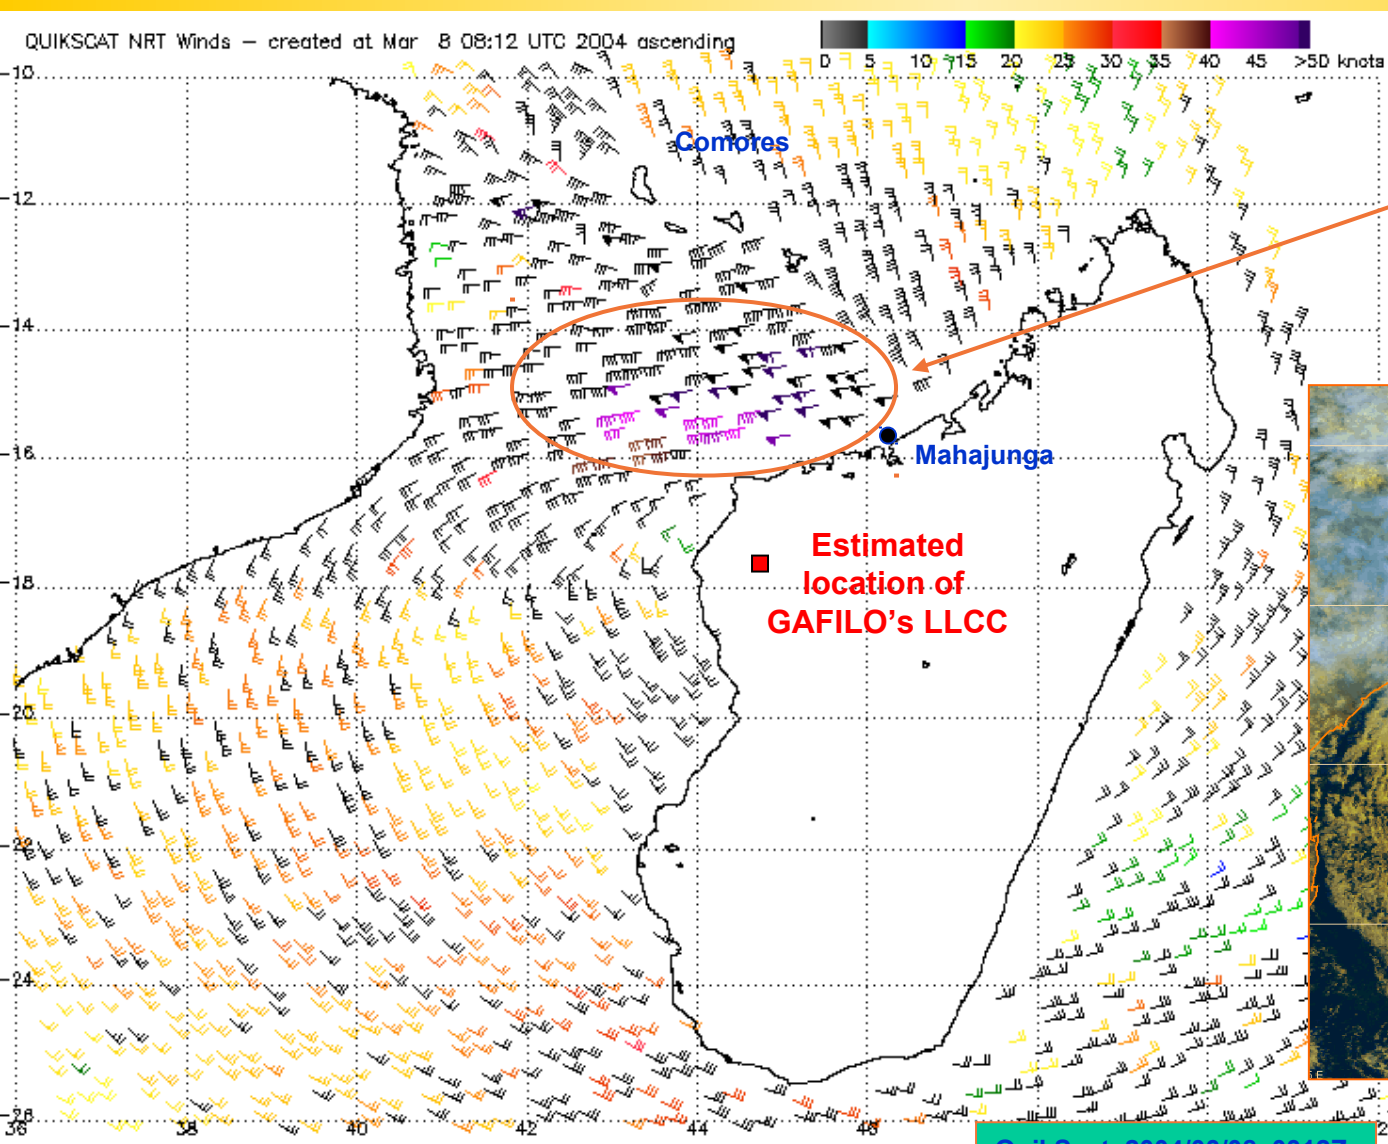 QUIKSCAT NRT Winds – created at Mar 8 08:12 UTC 2004 ascending
0 5 10 15 20 25 30 35 40 45 >50 knots
-10
Comores
-12
-14
Mahajunga
-16
Estimated
location of
GAFILO's LLCC
-18
-20
-22
-24
-26
36 38 40 42 44 46